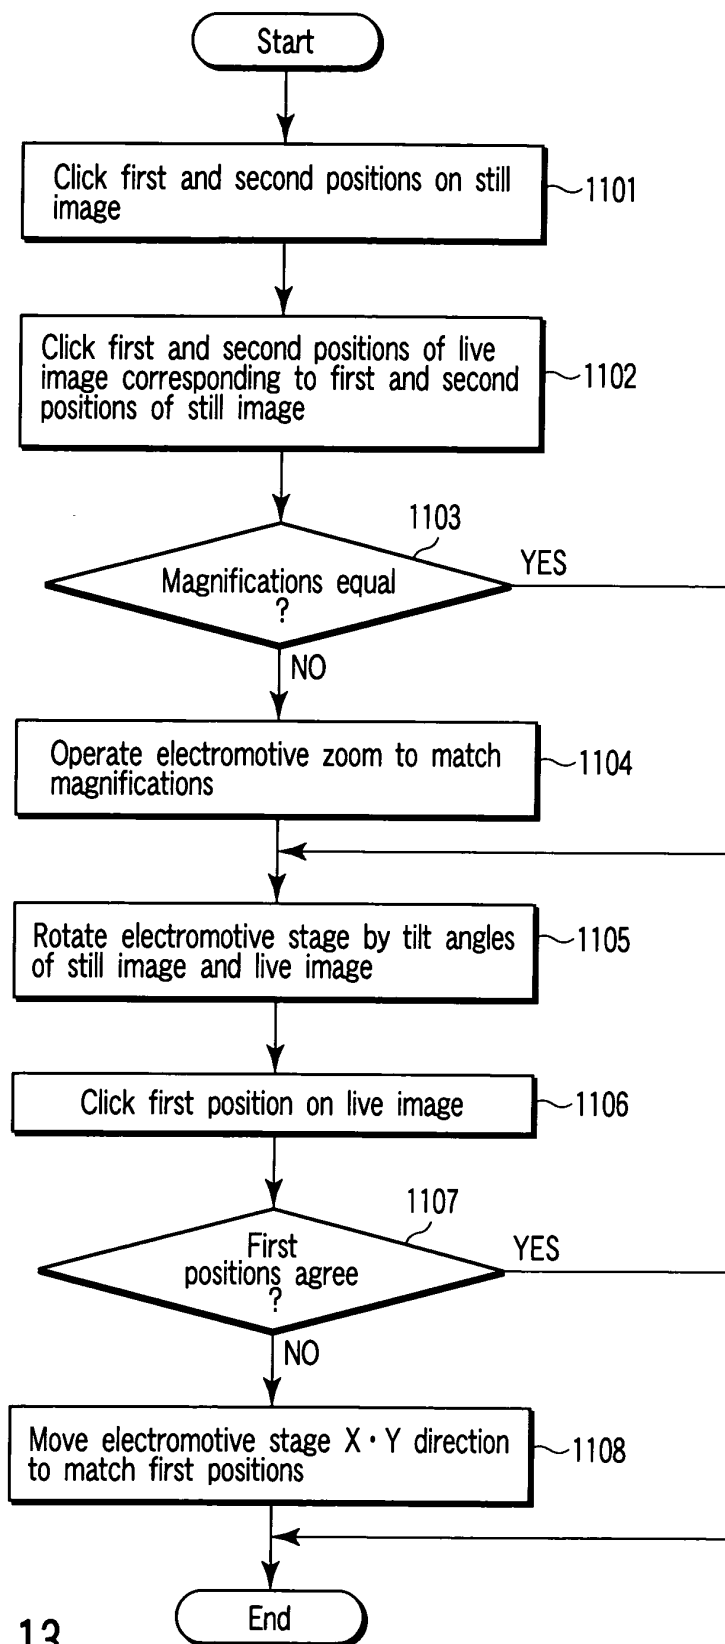 Start
Click first and second positions on still
image
1101
Click first and second positions of live
image corresponding to first and second
positions of still image
1102
1103
Magnifications equal
?
YES
NO
Operate electromotive zoom to match
magnifications
1104
Rotate electromotive stage by tilt angles
of still image and live image
1105
Click first position on live image
1106
1107
First
positions agree
?
YES
NO
Move electromotive stage X・Y direction
to match first positions
1108
End
13